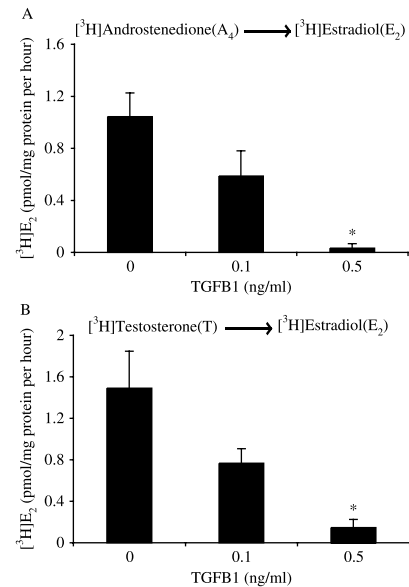 A
[³H]Androstenedione(A₄) → [³H]Estradiol(E₂)
[³H]E₂ (pmol/mg protein per hour)
1.6
1.2
0.8
0.4
0
*
0 0.1 0.5
TGFB1 (ng/ml)
B
[³H]Testosterone(T) → [³H]Estradiol(E₂)
[³H]E₂ (pmol/mg protein per hour)
2
1.6
1.2
0.8
0.4
0
*
0 0.1 0.5
TGFB1 (ng/ml)